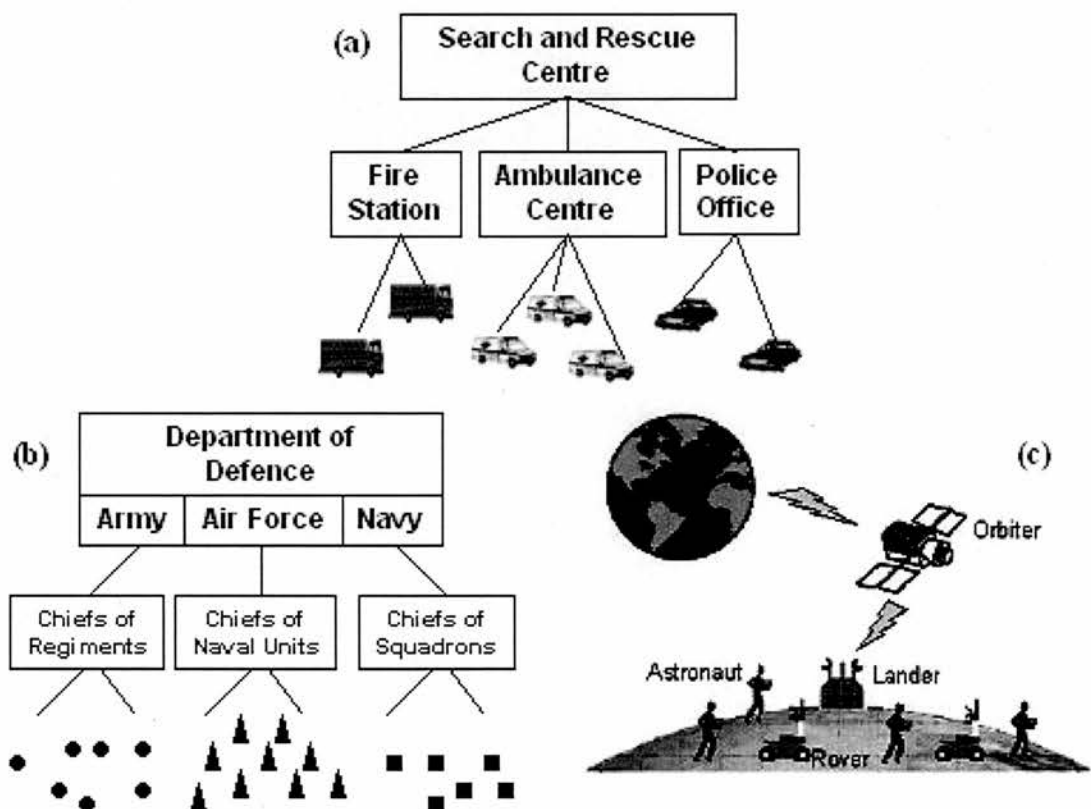 (a)
Search and Rescue
Centre
Fire
Station
Ambulance
Centre
Police
Office
(b)
Department of
Defence
Army
Air Force
Navy
Chiefs of
Regiments
Chiefs of
Naval Units
Chiefs of
Squadrons
(c)
Orbiter
Astronaut
Lander
Rover